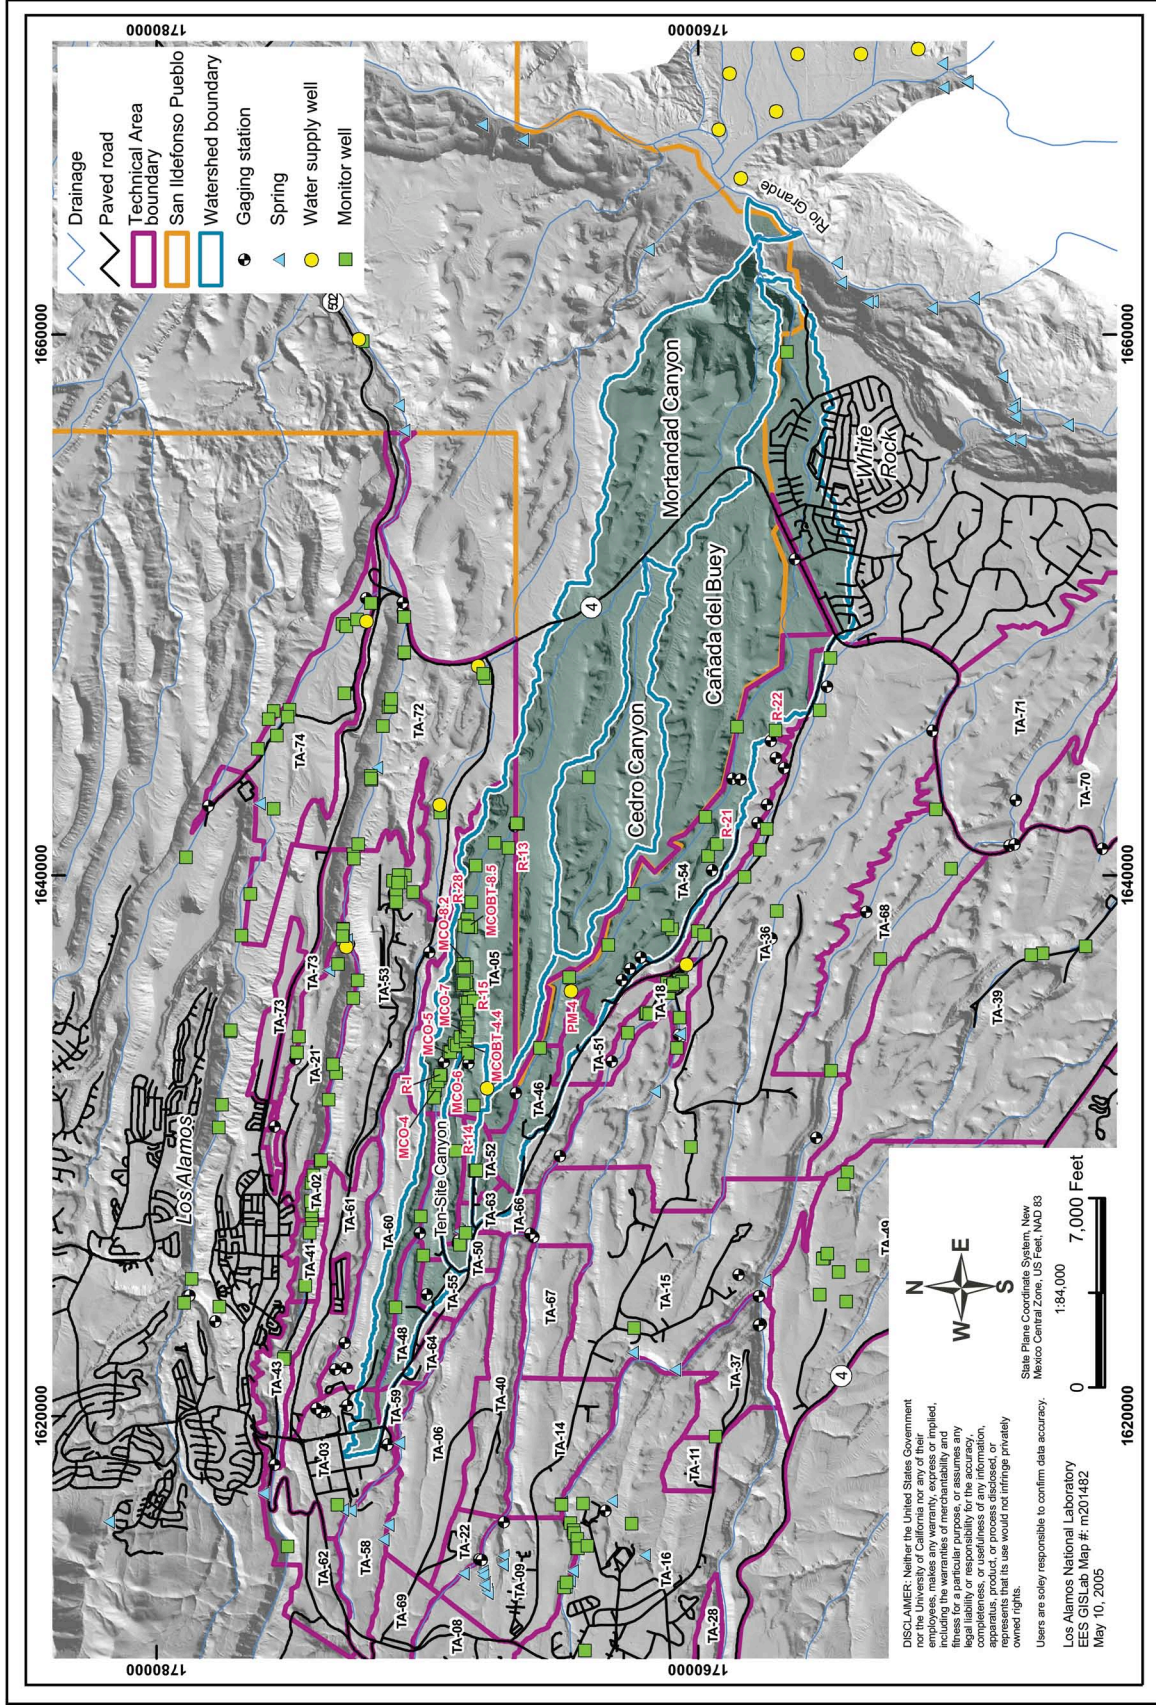 1620000
1640000
1660000
1780000
1780000
1760000
1760000
1620000
1640000
1660000
Drainage
Paved road
Technical Area
boundary
San Ildefonso Pueblo
Watershed boundary
Gaging station
Spring
Water supply well
Monitor well
502
Los Alamos
TA-74
TA-72
TA-73
TA-73
TA-21
TA-53
TA-02
TA-41
TA-61
TA-43
TA-60
TA-03
TA-62
TA-58
TA-59
TA-48
TA-64
TA-55
TA-50
TA-63
TA-52
TA-66
TA-46
TA-05
TA-51
TA-18
TA-54
TA-36
TA-68
TA-71
TA-70
TA-39
TA-49
TA-15
TA-67
TA-40
TA-06
TA-14
TA-22
TA-69
TA-08
TA-09
TA-16
TA-11
TA-37
TA-28
MCO-4
R-I
MCO-5
MCO-7
MCO-8.2
R-28
MCO-6
R-14
R-15
MCOBT-4.4
MCOBT-8.5
R-13
PM-4
R-21
R-22
Ten-Site Canyon
Mortandad Canyon
Cedro Canyon
Cañada del Buey
White
Rock
Rio Grande
4
4
DISCLAIMER: Neither the United States Government
nor the University of California nor any of their
employees, makes any warranty, express or implied,
including the warranties of merchantability and
fitness for a particular purpose, or assumes any
legal liability or responsibility for the accuracy,
completeness, or usefulness of any information,
apparatus, product, or process disclosed, or
represents that its use would not infringe privately
owned rights.
Users are soley responsible to confirm data accuracy.
Los Alamos National Laboratory
EES GISLab Map #: m201482
May 10, 2005
N
W
E
S
State Plane Coordinate System, New
Mexico Central Zone, US Feet, NAD 83
1:84,000
0
7,000 Feet